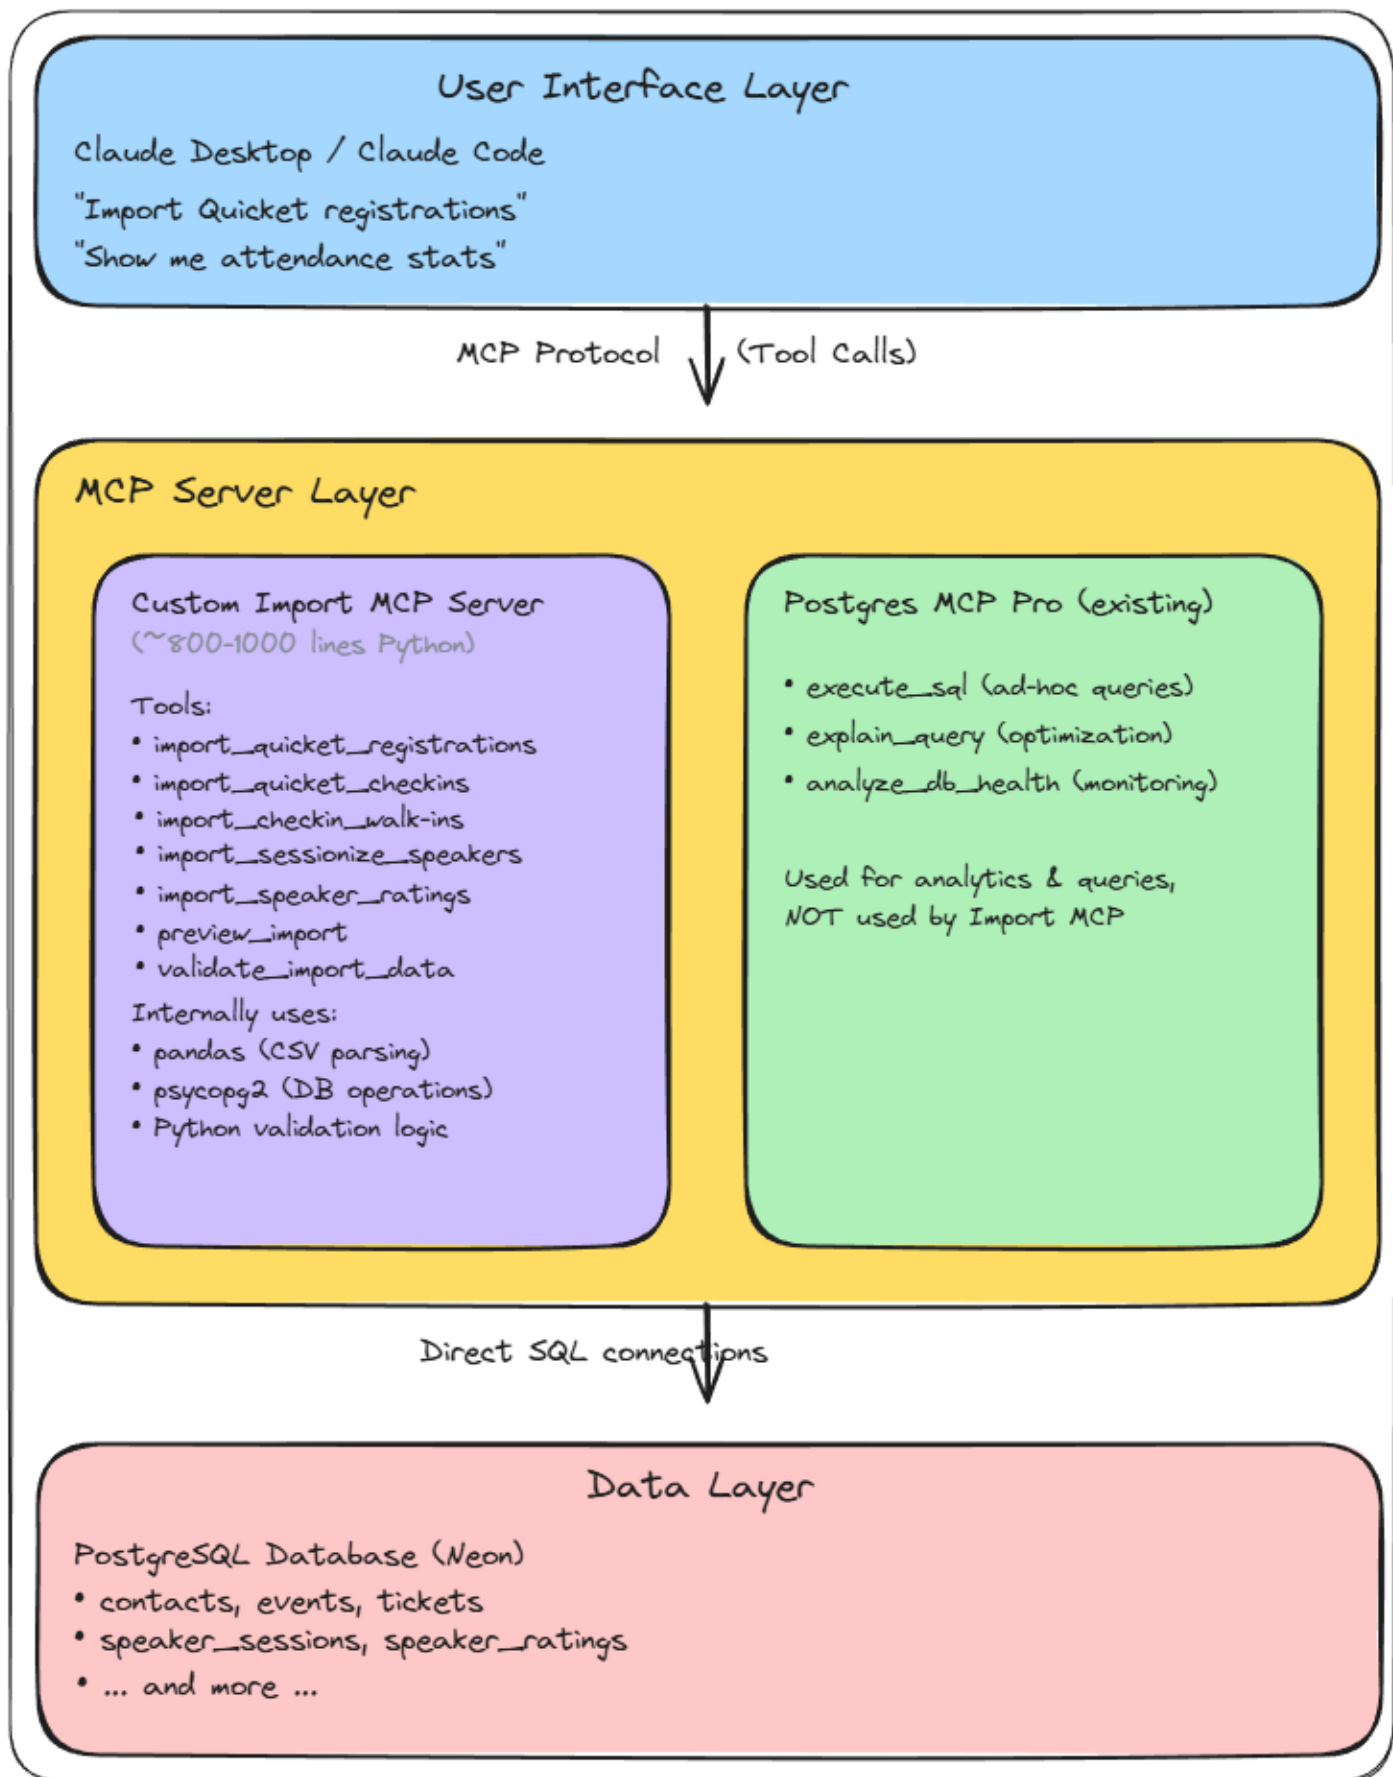 User Interface Layer
Claude Desktop / Claude Code
"Import Quicket registrations"
"Show me attendance stats"
MCP Protocol (Tool Calls)
MCP Server Layer
Custom Import MCP Server
(~800-1000 lines Python)
Tools:
• import_quicket_registrations
• import_quicket_checkins
• import_checkin_walk-ins
• import_sessionize_speakers
• import_speaker_ratings
• preview_import
• validate_import_data
Internally uses:
• pandas (CSV parsing)
• psycopg2 (DB operations)
• Python validation logic
Postgres MCP Pro (existing)
• execute_sql (ad-hoc queries)
• explain_query (optimization)
• analyze_db_health (monitoring)
Used for analytics & queries,
NOT used by Import MCP
Direct SQL connections
Data Layer
PostgreSQL Database (Neon)
• contacts, events, tickets
• speaker_sessions, speaker_ratings
• ... and more ...